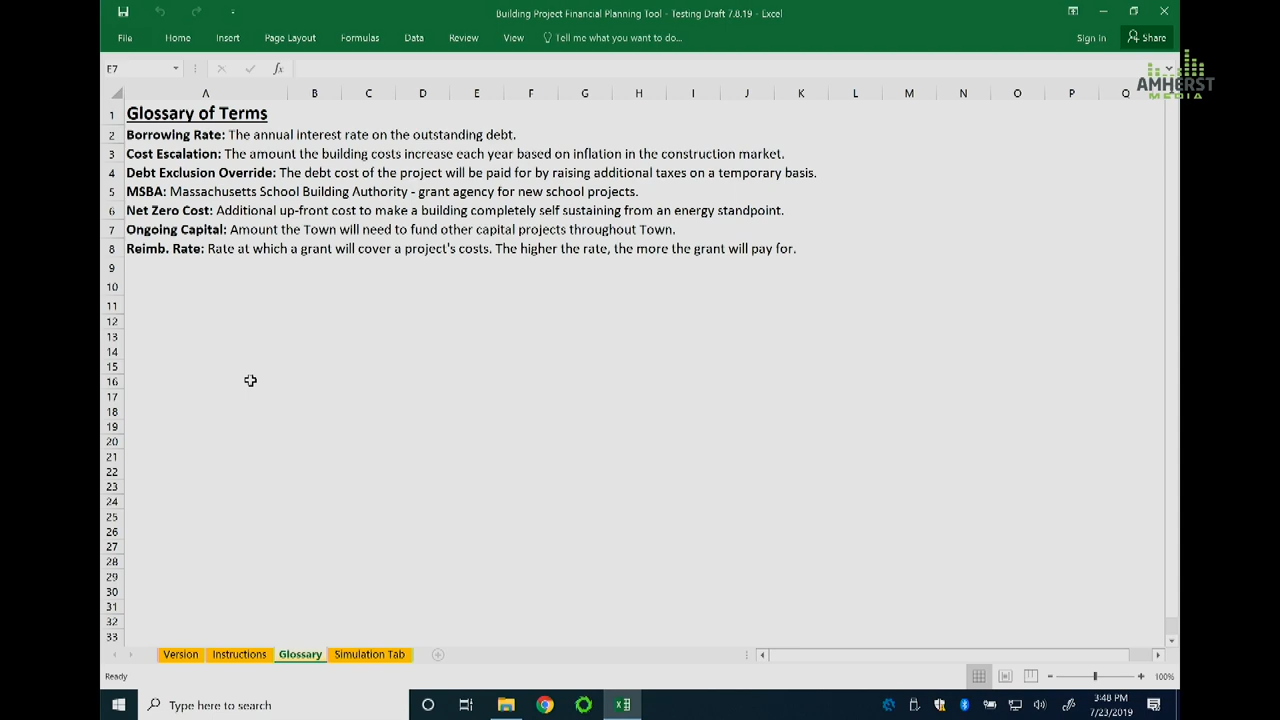 Building Project Financial Planning Tool - Testing Draft 7.8.19 - Excel
File Home Insert Page Layout Formulas Data Review View Tell me what you want to do... Sign in Share
E7 fx
AMHERST
MEDIA
A B C D E F G H I J K L M N O P Q
1 Glossary of Terms
2 Borrowing Rate: The annual interest rate on the outstanding debt.
3 Cost Escalation: The amount the building costs increase each year based on inflation in the construction market.
4 Debt Exclusion Override: The debt cost of the project will be paid for by raising additional taxes on a temporary basis.
5 MSBA: Massachusetts School Building Authority - grant agency for new school projects.
6 Net Zero Cost: Additional up-front cost to make a building completely self sustaining from an energy standpoint.
7 Ongoing Capital: Amount the Town will need to fund other capital projects throughout Town.
8 Reimb. Rate: Rate at which a grant will cover a project's costs. The higher the rate, the more the grant will pay for.
9
10
11
12
13
14
15
16
17
18
19
20
21
22
23
24
25
26
27
28
29
30
31
32
33
Version Instructions Glossary Simulation Tab
Ready 100%
Type here to search
3:48 PM
7/23/2019